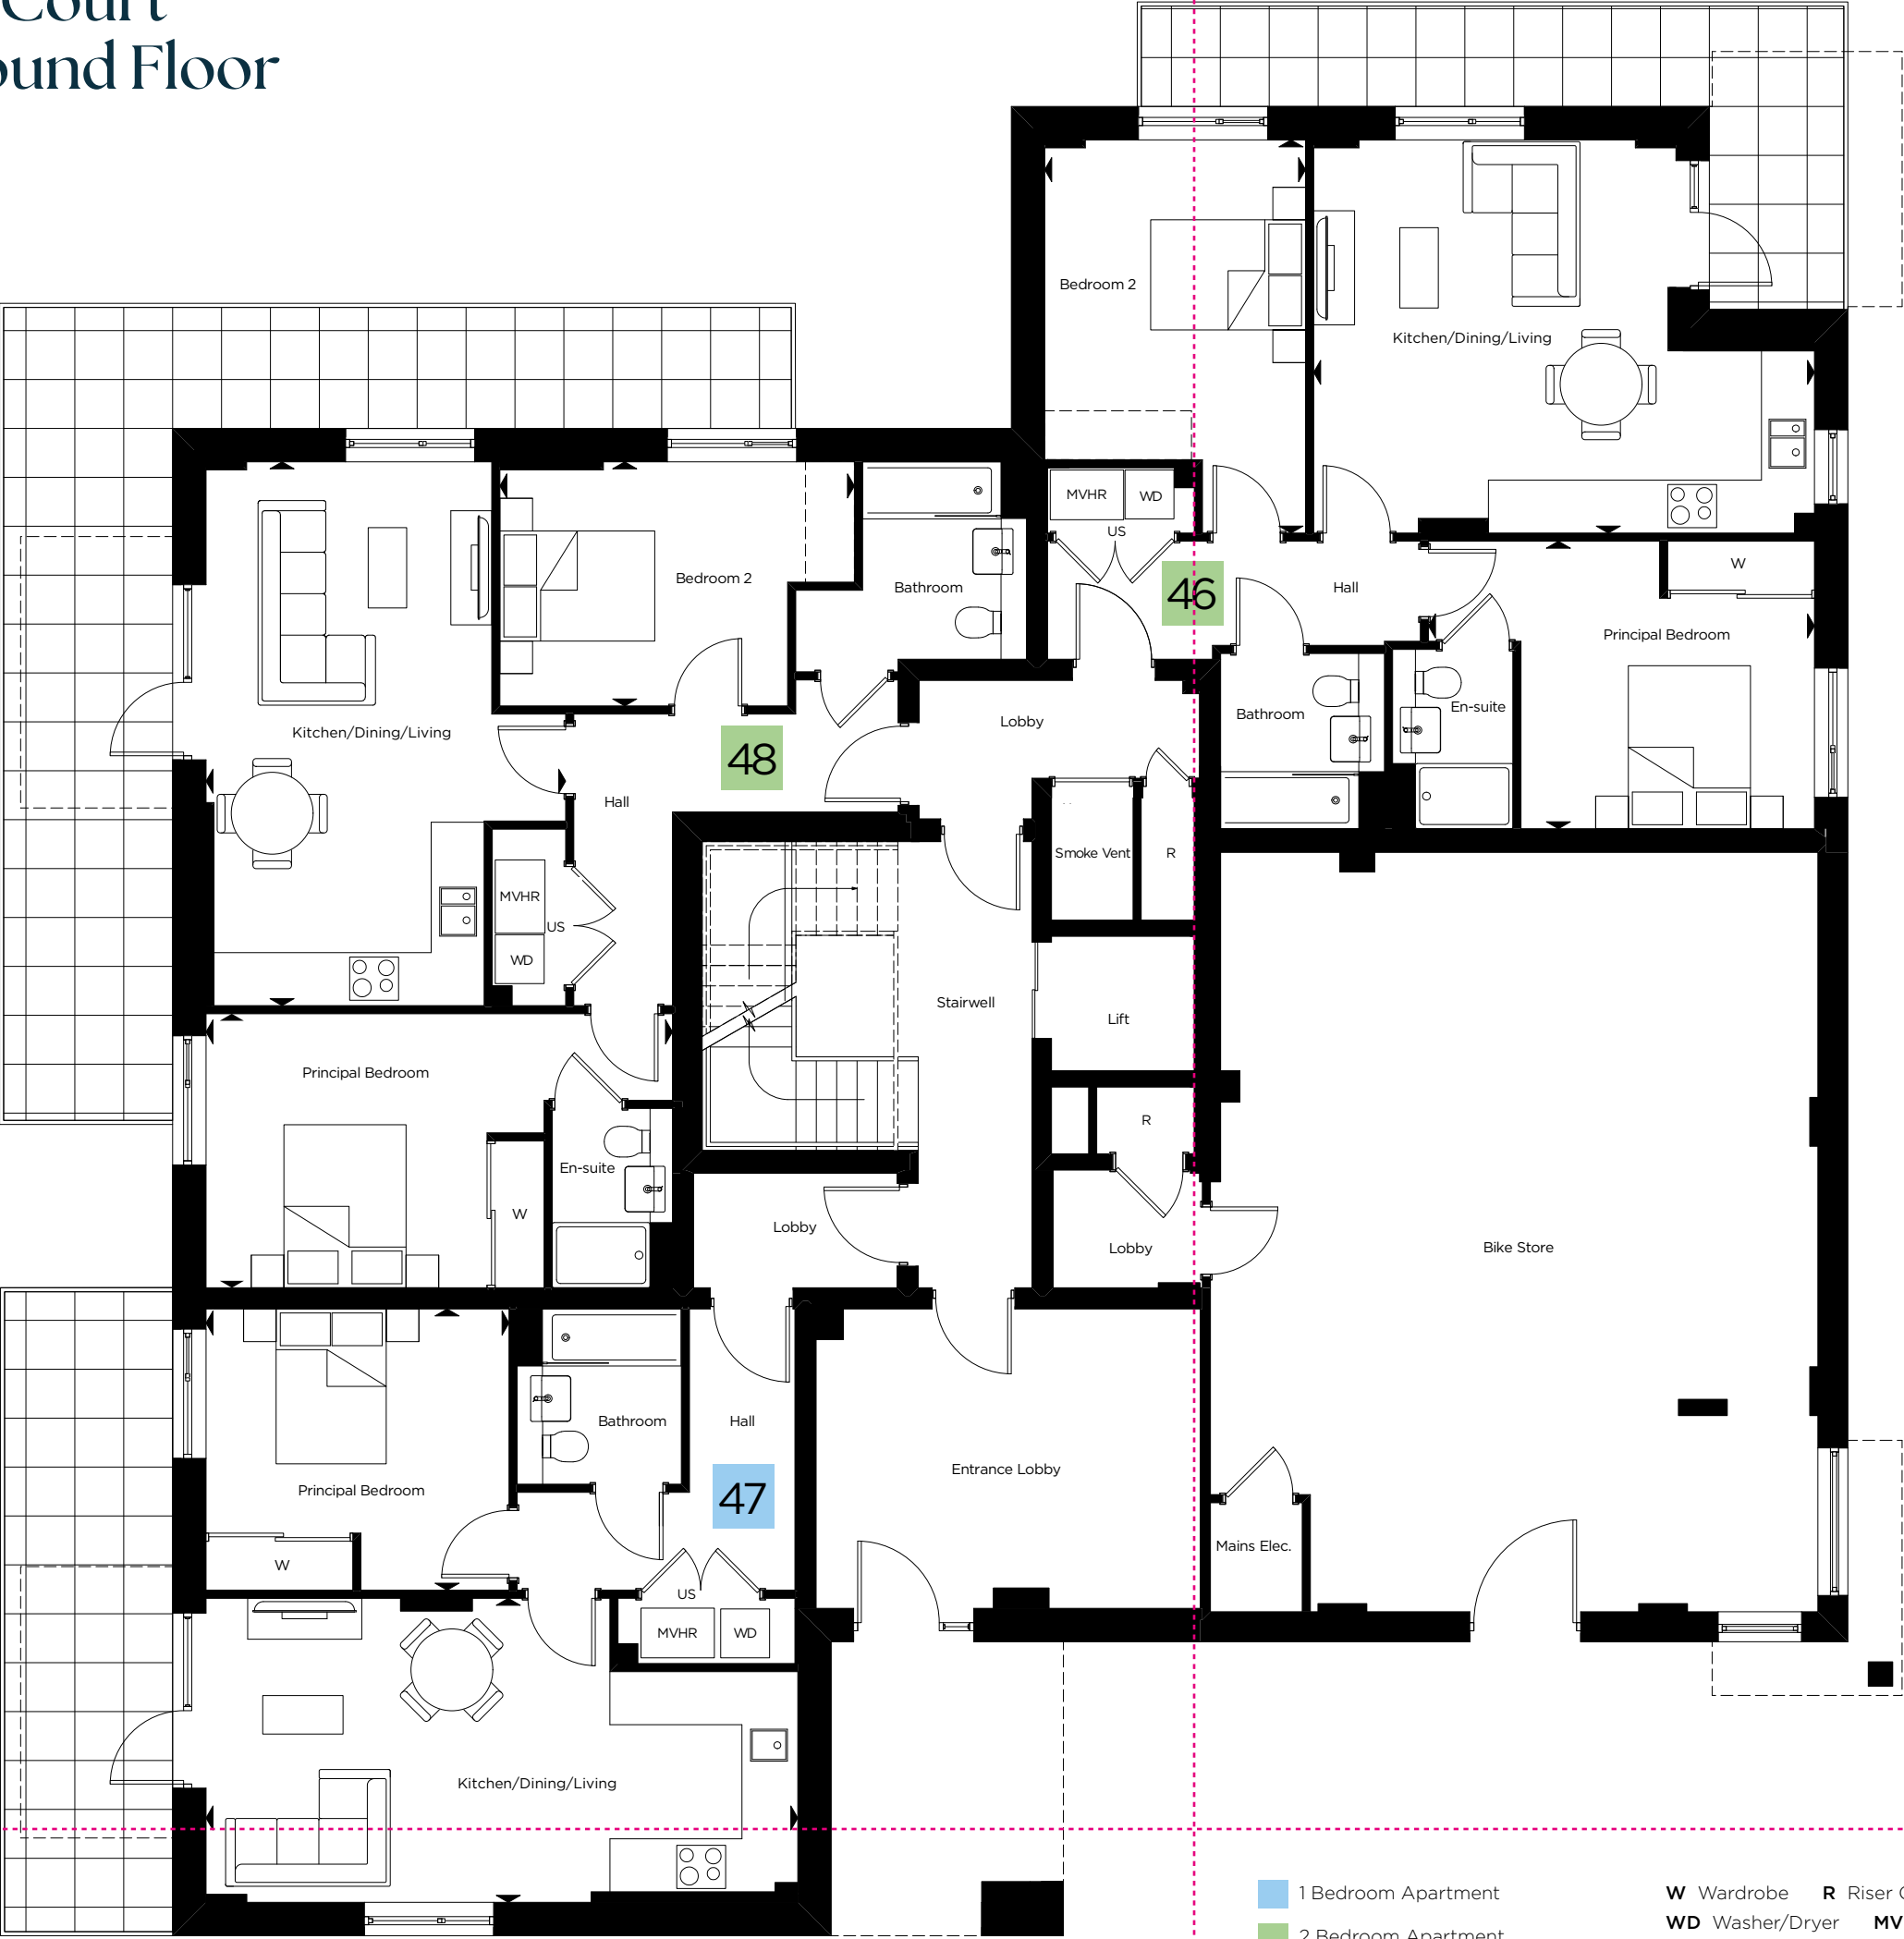 Court
Floor
Bedroom 2
Kitchen/Dining/Living
MVHR
WD
US
46
Hall
W
Principal Bedroom
Bathroom
En-suite
Bedroom 2
Bathroom
Kitchen/Dining/Living
48
Hall
Lobby
MVHR
US
WD
Smoke Vent
R
Stairwell
Lift
Principal Bedroom
R
En-suite
W
Lobby
Lobby
Bike Store
Bathroom
Hall
Principal Bedroom
47
Entrance Lobby
W
US
MVHR
WD
Mains Elec.
Kitchen/Dining/Living
1 Bedroom Apartment
2 Bedroom Apartment
W Wardrobe R Riser
WD Washer/Dryer